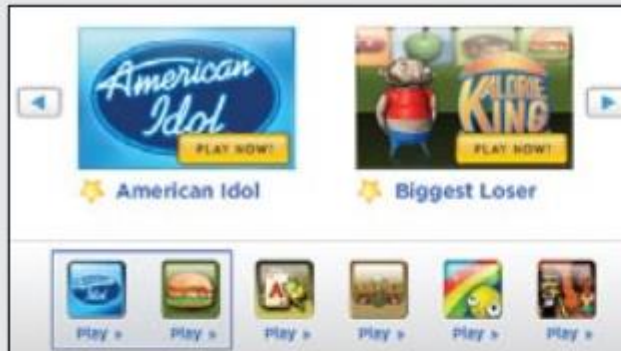 American Idol
PLAY NOW!
KALORIE KING
PLAY NOW!
American Idol
Biggest Loser
Play »
Play »
Play »
Play »
Play »
Play »